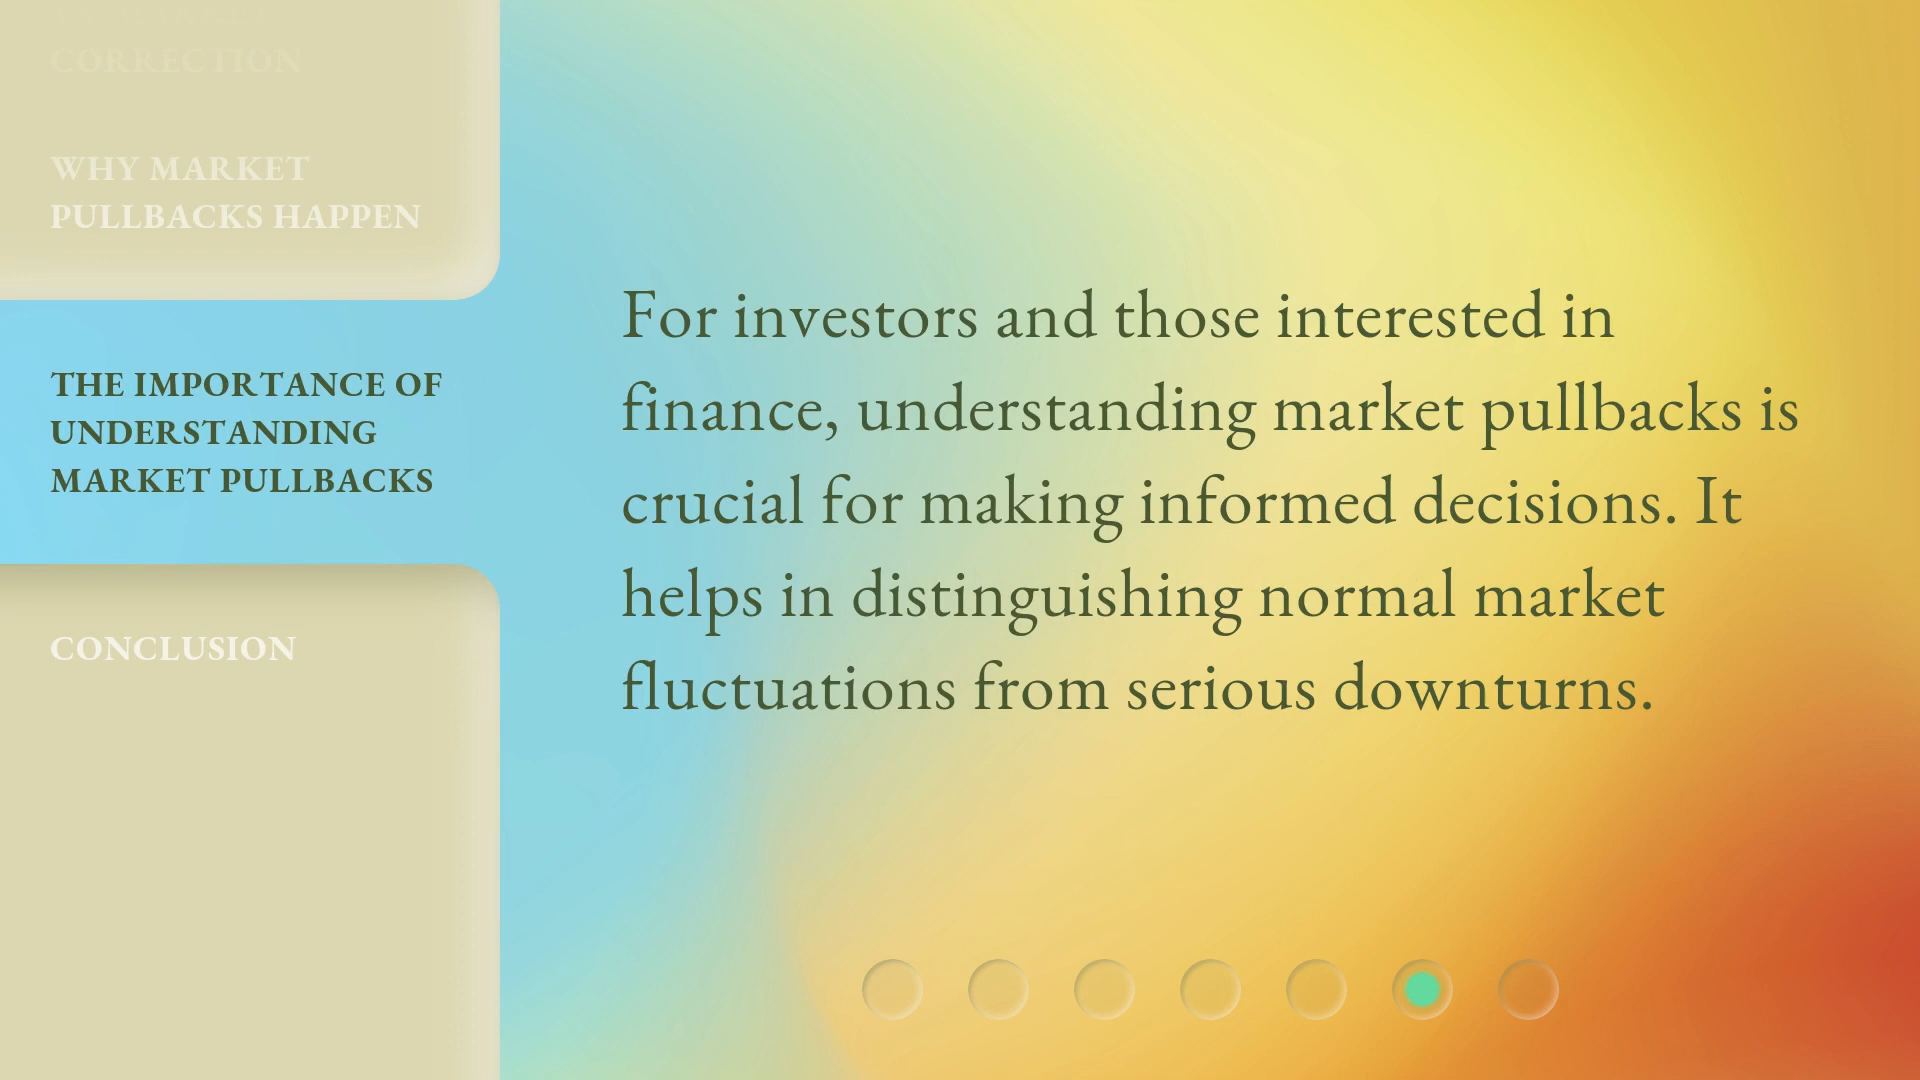 CORRECTION
WHY MARKET
PULLBACKS HAPPEN
THE IMPORTANCE OF
UNDERSTANDING
MARKET PULLBACKS
CONCLUSION
For investors and those interested in
finance, understanding market pullbacks is
crucial for making informed decisions. It
helps in distinguishing normal market
fluctuations from serious downturns.